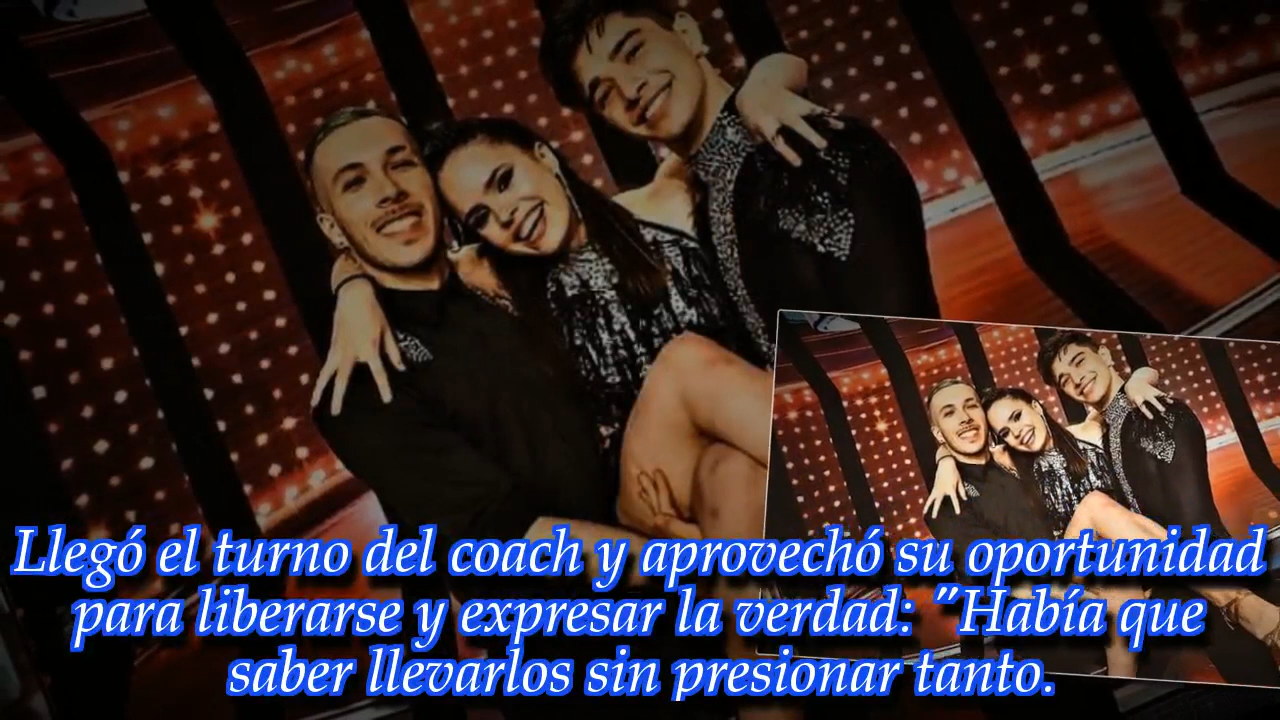 Llegó el turno del coach y aprovechó su oportunidad
para liberarse y expresar la verdad: "Había que
saber llevarlos sin presionar tanto.